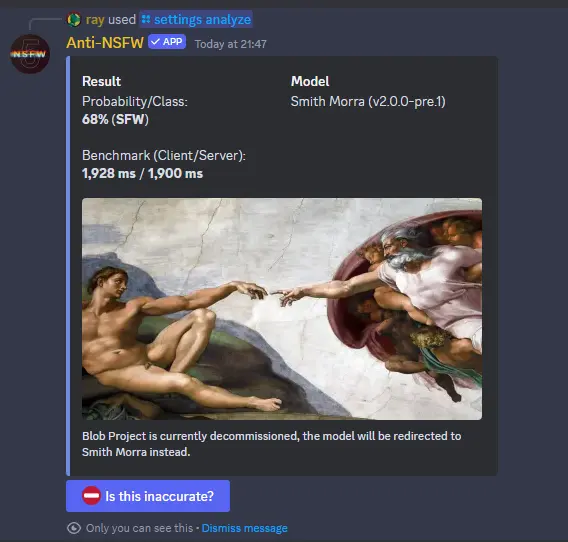 ray used settings analyze
NSFW
Anti-NSFW ✓ APP Today at 21:47
Result Model
Probability/Class: Smith Morra (v2.0.0-pre.1)
68% (SFW)
Benchmark (Client/Server):
1,928 ms / 1,900 ms
Blob Project is currently decommissioned, the model will be redirected to
Smith Morra instead.
Is this inaccurate?
Only you can see this • Dismiss message